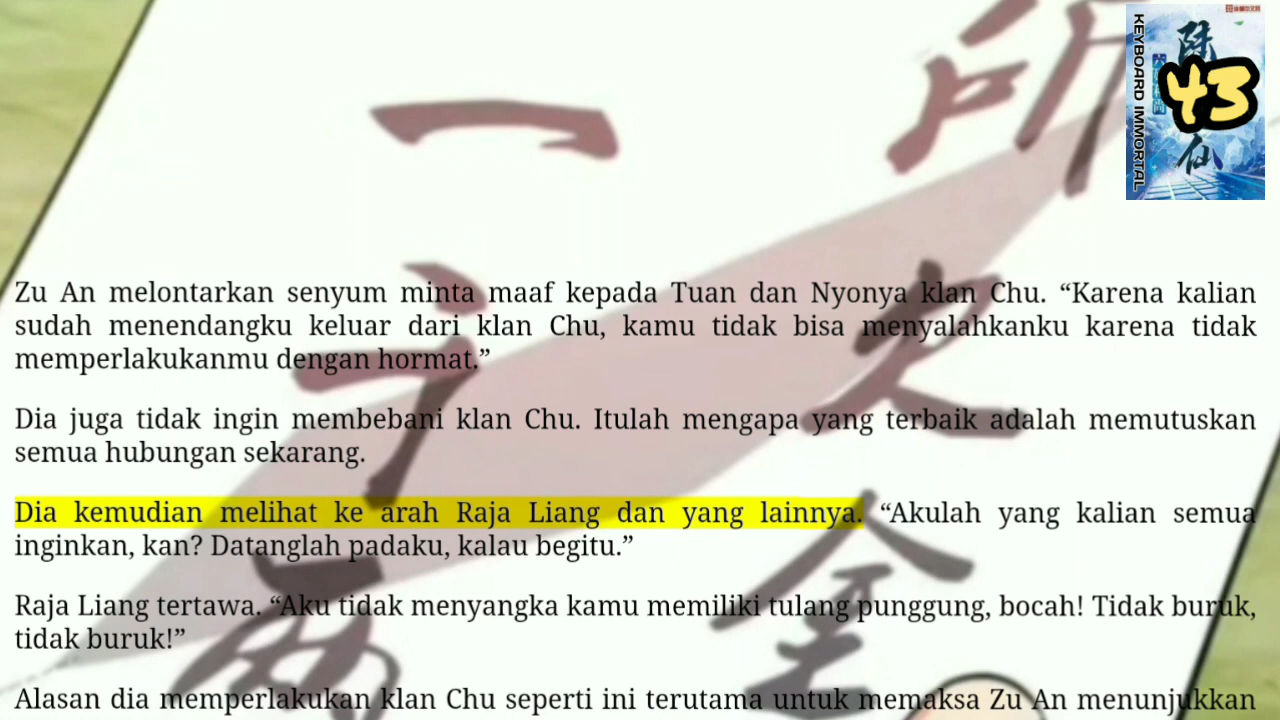 KEYBOARD IMMORTAL
43
Zu An melontarkan senyum minta maaf kepada Tuan dan Nyonya klan Chu. “Karena kalian
sudah menendangku keluar dari klan Chu, kamu tidak bisa menyalahkanku karena tidak
memperlakukanmu dengan hormat.”
Dia juga tidak ingin membebani klan Chu. Itulah mengapa yang terbaik adalah memutuskan
semua hubungan sekarang.
Dia kemudian melihat ke arah Raja Liang dan yang lainnya. “Akulah yang kalian semua
inginkan, kan? Datanglah padaku, kalau begitu.”
Raja Liang tertawa. “Aku tidak menyangka kamu memiliki tulang punggung, bocah! Tidak buruk,
tidak buruk!”
Alasan dia memperlakukan klan Chu seperti ini terutama untuk memaksa Zu An menunjukkan